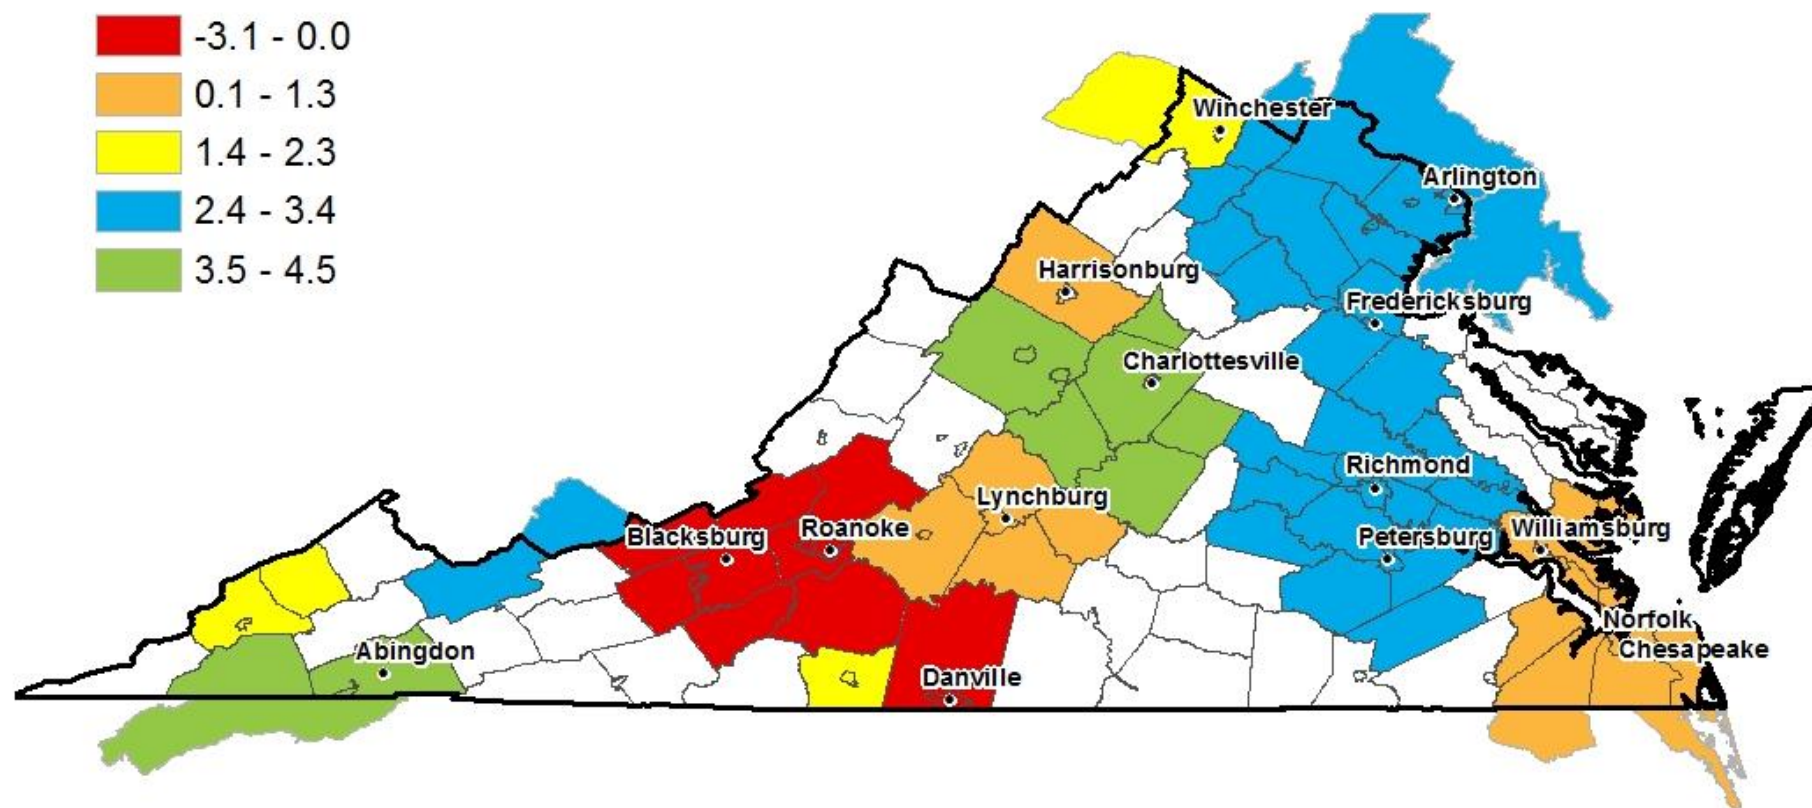 -3.1 - 0.0
0.1 - 1.3
1.4 - 2.3
2.4 - 3.4
3.5 - 4.5
Winchester
Arlington
Harrisonburg
Fredericksburg
Charlottesville
Richmond
Lynchburg
Blacksburg
Roanoke
Petersburg
Williamsburg
Norfolk
Chesapeake
Abingdon
Danville